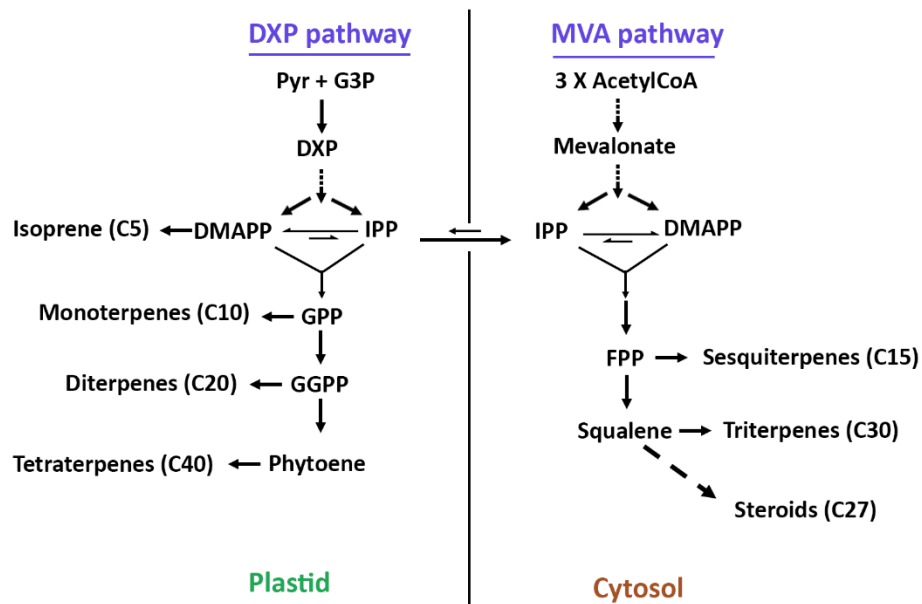 DXP pathway
Pyr + G3P
DXP
Isoprene (C5)
DMAPP
IPP
Monoterpenes (C10)
GPP
Diterpenes (C20)
GGPP
Tetraterpenes (C40)
Phytoene
Plastid
MVA pathway
3 X AcetylCoA
Mevalonate
IPP
DMAPP
FPP
Sesquiterpenes (C15)
Squalene
Triterpenes (C30)
Steroids (C27)
Cytosol